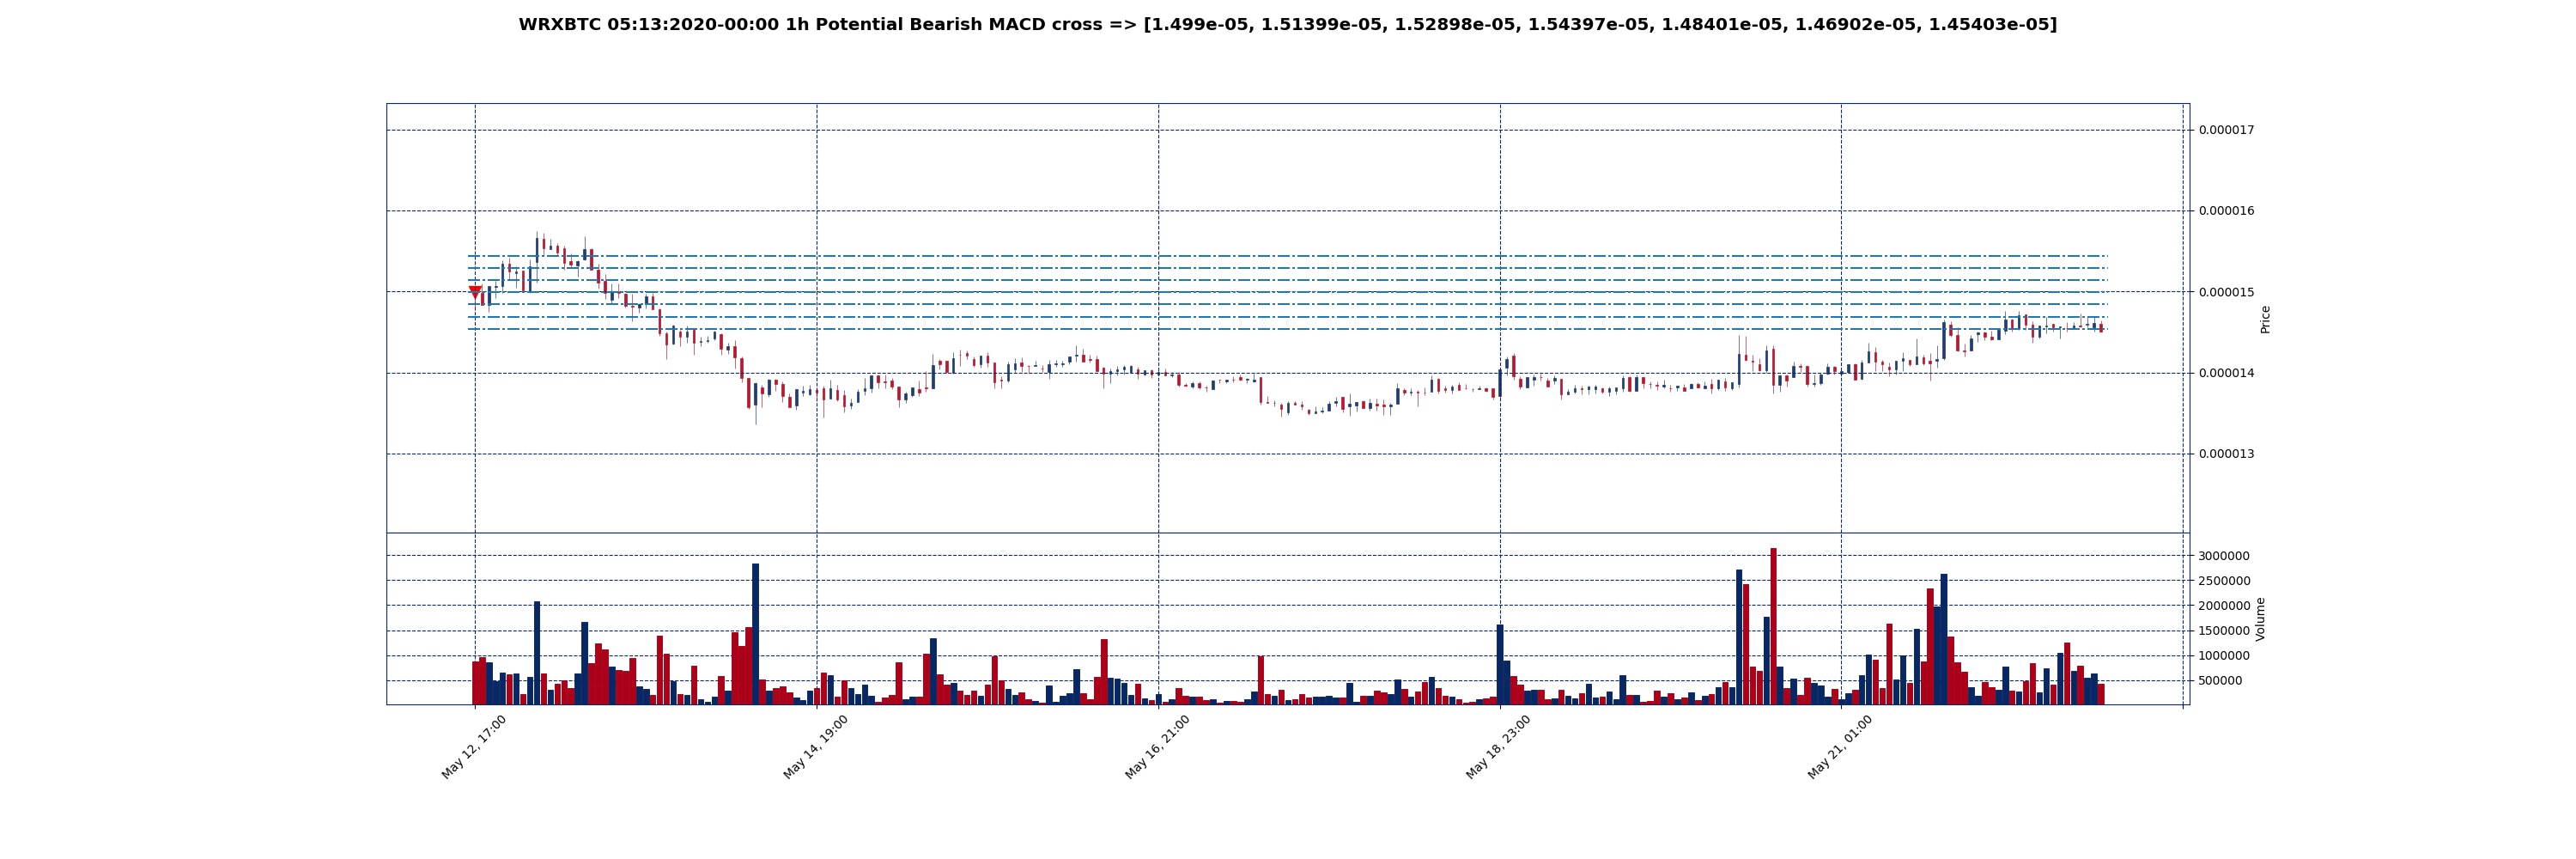 WRXBTC 05:13:2020-00:00 1h Potential Bearish MACD cross => [1.499e-05, 1.51399e-05, 1.52898e-05, 1.54397e-05, 1.48401e-05, 1.46902e-05, 1.45403e-05]
0.000017
0.000016
0.000015
0.000014
0.000013
Price
3000000
2500000
2000000
1500000
1000000
500000
Volume
May 12, 17:00
May 14, 19:00
May 16, 21:00
May 18, 23:00
May 21, 01:00